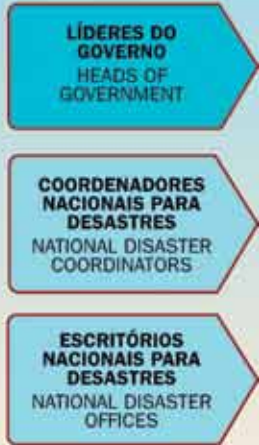 LÍDERES DO
GOVERNO
HEADS OF
GOVERNMENT
COORDENADORES
NACIONAIS PARA
DESASTRES
NATIONAL DISASTER
COORDINATORS
ESCRITÓRIOS
NACIONAIS PARA
DESASTRES
NATIONAL DISASTER
OFFICES